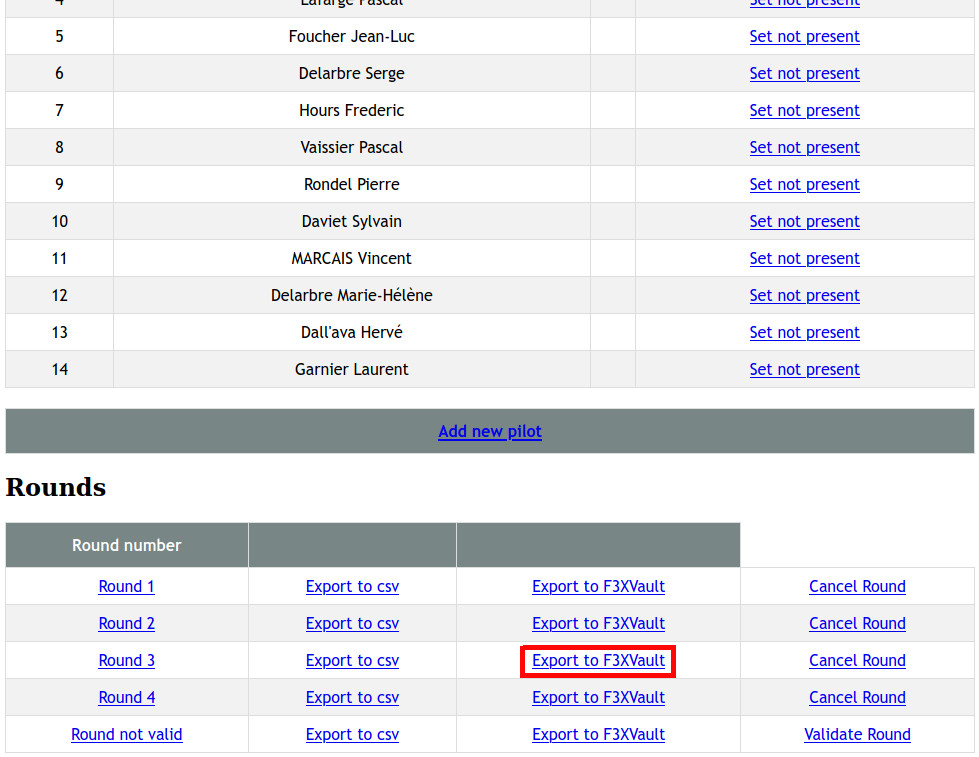 4 Lafarge Pascal Set not present
5 Foucher Jean-Luc Set not present
6 Delarbre Serge Set not present
7 Hours Frederic Set not present
8 Vaissier Pascal Set not present
9 Rondel Pierre Set not present
10 Daviet Sylvain Set not present
11 MARCAIS Vincent Set not present
12 Delarbre Marie-Hélène Set not present
13 Dall'ava Hervé Set not present
14 Garnier Laurent Set not present
Add new pilot
Rounds
Round number
Round 1 Export to csv Export to F3XVault Cancel Round
Round 2 Export to csv Export to F3XVault Cancel Round
Round 3 Export to csv Export to F3XVault Cancel Round
Round 4 Export to csv Export to F3XVault Cancel Round
Round not valid Export to csv Export to F3XVault Validate Round